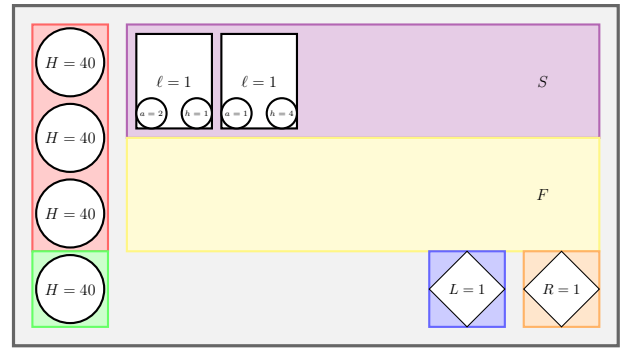 H = 40
H = 40
H = 40
H = 40
ℓ = 1
a = 2
h = 1
ℓ = 1
a = 1
h = 4
S
F
L = 1
R = 1